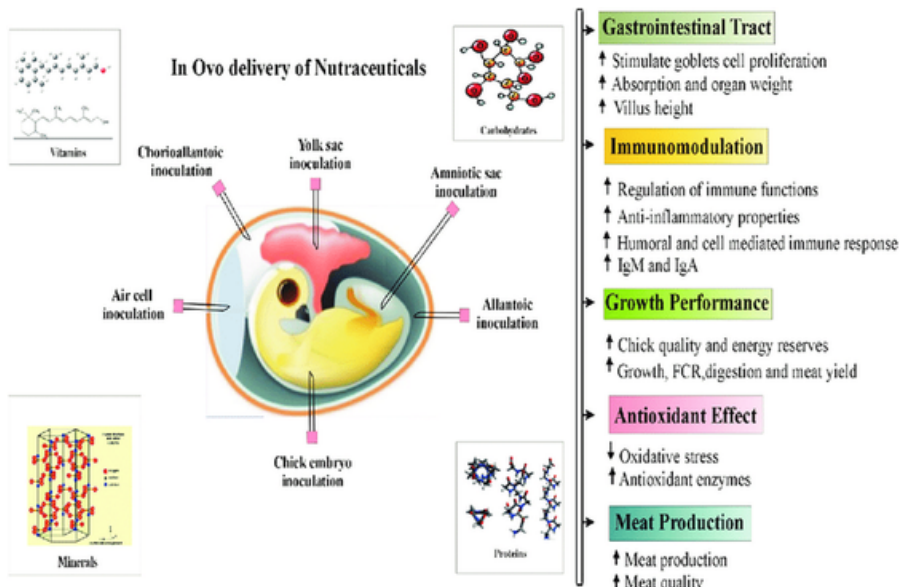 In Ovo delivery of Nutraceuticals
Vitamins
Carbohydrates
Chorioallantoic
inoculation
Yolk sac
inoculation
Amniotic sac
inoculation
Air cell
inoculation
Allantoic
inoculation
Chick embryo
inoculation
Minerals
Proteins
Gastrointestinal Tract
↑ Stimulate goblets cell proliferation
↑ Absorption and organ weight
↑ Villus height
Immunomodulation
↑ Regulation of immune functions
↑ Anti-inflammatory properties
↑ Humoral and cell mediated immune response
↑ IgM and IgA
Growth Performance
↑ Chick quality and energy reserves
↑ Growth, FCR,digestion and meat yield
Antioxidant Effect
↓ Oxidative stress
↑ Antioxidant enzymes
Meat Production
↑ Meat production
↑ Meat quality